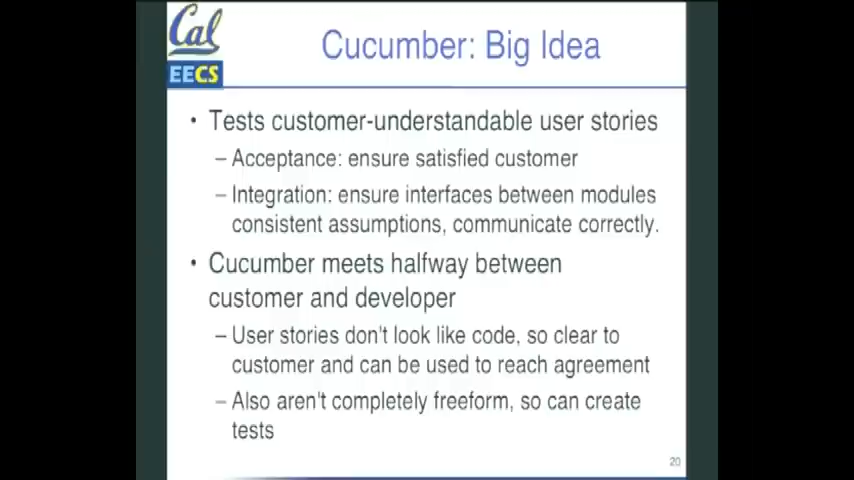 Cal
EECS
Cucumber: Big Idea
• Tests customer-understandable user stories
– Acceptance: ensure satisfied customer
– Integration: ensure interfaces between modules
consistent assumptions, communicate correctly.
• Cucumber meets halfway between
customer and developer
– User stories don't look like code, so clear to
customer and can be used to reach agreement
– Also aren't completely freeform, so can create
tests
20